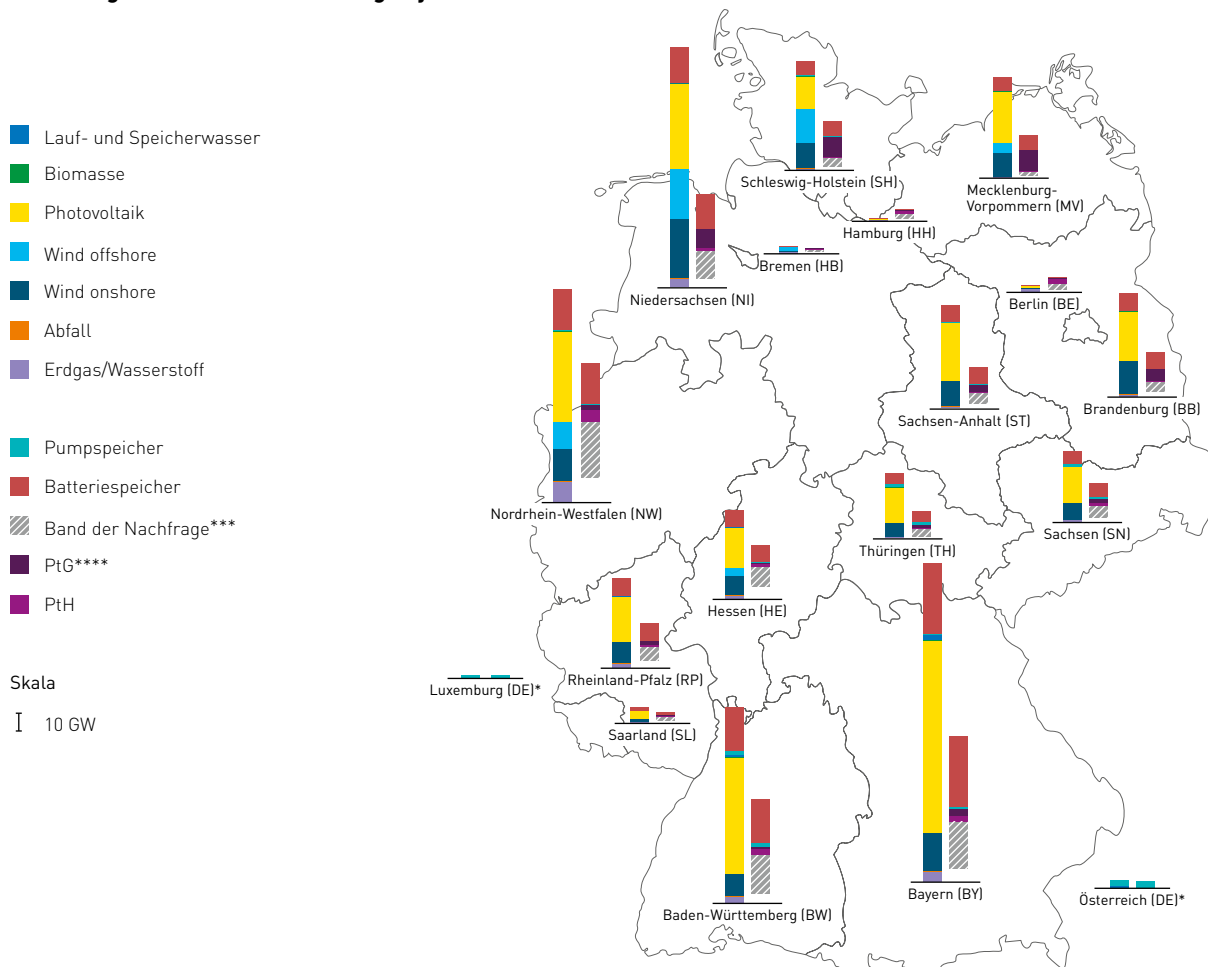 Lauf- und Speicherwasser
Biomasse
Photovoltaik
Wind offshore
Wind onshore
Abfall
Erdgas/Wasserstoff
Pumpspeicher
Batteriespeicher
Band der Nachfrage***
PtG****
PtH
Skala
10 GW
Schleswig-Holstein (SH)
Mecklenburg-
Vorpommern (MV)
Hamburg (HH)
Bremen (HB)
Niedersachsen (NI)
Berlin (BE)
Brandenburg (BB)
Sachsen-Anhalt (ST)
Nordrhein-Westfalen (NW)
Thüringen (TH)
Sachsen (SN)
Hessen (HE)
Rheinland-Pfalz (RP)
Luxemburg (DE)*
Saarland (SL)
Baden-Württemberg (BW)
Bayern (BY)
Österreich (DE)*